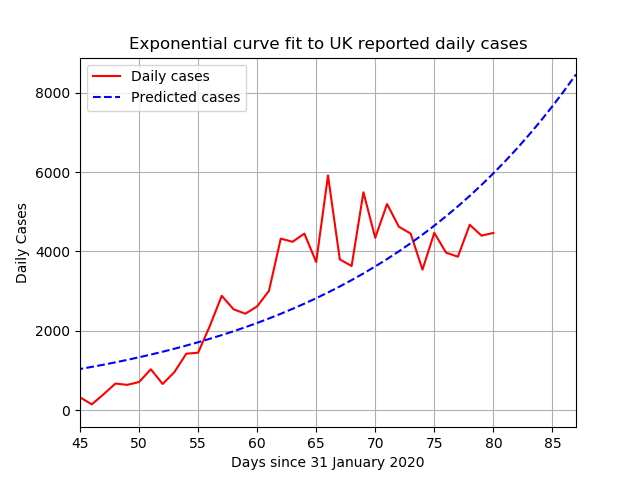 Exponential curve fit to UK reported daily cases
Daily cases
Predicted cases
8000
6000
4000
2000
0
Daily Cases
45 50 55 60 65 70 75 80 85
Days since 31 January 2020